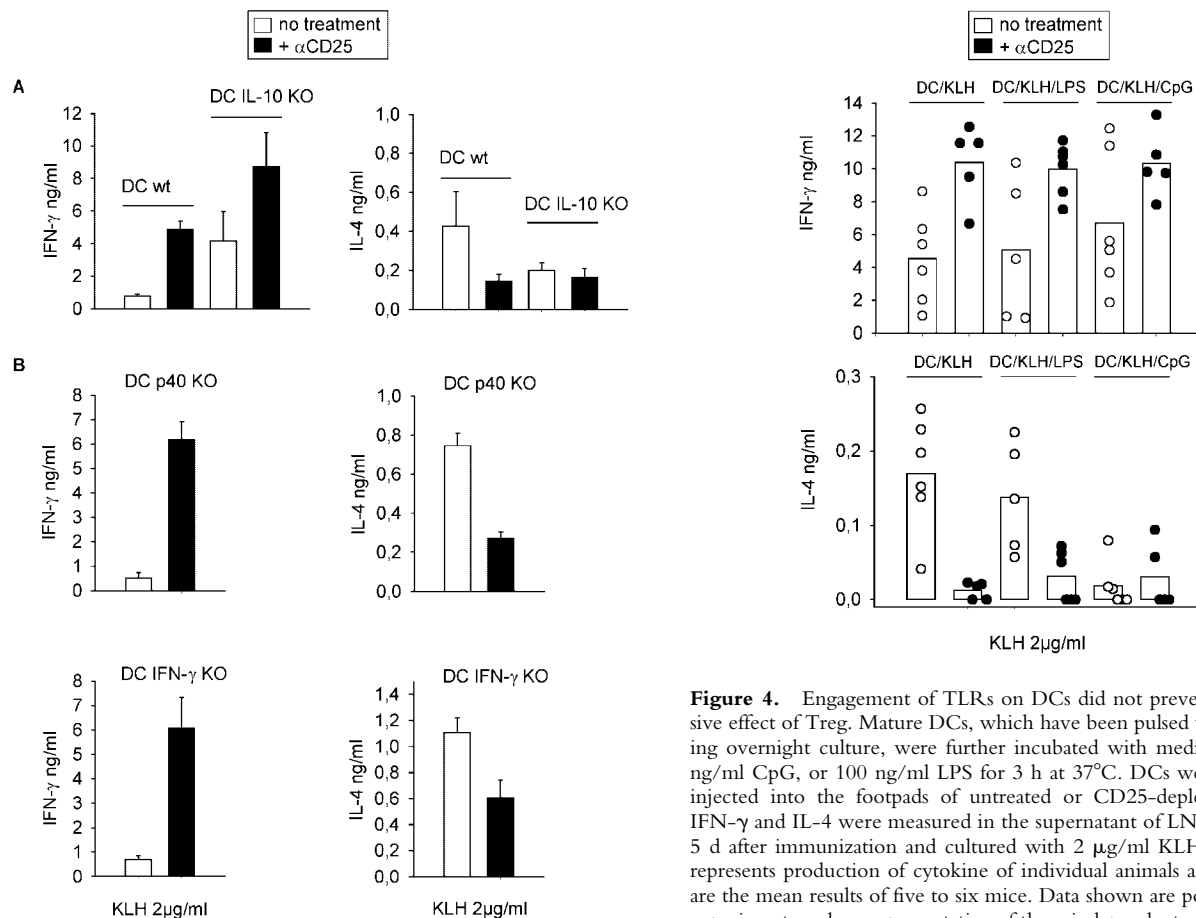 no treatment
+ αCD25
A
DC IL-10 KO
DC wt
IFN-γ ng/ml
12
10
8
6
4
2
0
DC wt
DC IL-10 KO
IL-4 ng/ml
1,0
0,8
0,6
0,4
0,2
0,0
B
DC p40 KO
IFN-γ ng/ml
8
7
6
5
4
3
2
1
0
DC p40 KO
IL-4 ng/ml
1,0
0,8
0,6
0,4
0,2
0,0
DC IFN-γ KO
IFN-γ ng/ml
8
7
6
5
4
3
2
1
0
KLH 2µg/ml
DC IFN-γ KO
IL-4 ng/ml
1,4
1,2
1,0
0,8
0,6
0,4
0,2
0,0
KLH 2µg/ml
no treatment
+ αCD25
DC/KLH DC/KLH/LPS DC/KLH/CpG
IFN-γ ng/ml
14
12
10
8
6
4
2
0
DC/KLH DC/KLH/LPS DC/KLH/CpG
IL-4 ng/ml
0,3
0,2
0,1
0,0
KLH 2µg/ml
Figure 4. Engagement of TLRs on DCs did not preve
sive effect of Treg. Mature DCs, which have been pulsed
ing overnight culture, were further incubated with medi
ng/ml CpG, or 100 ng/ml LPS for 3 h at 37°C. DCs we
injected into the footpads of untreated or CD25-deple
IFN-γ and IL-4 were measured in the supernatant of LN
5 d after immunization and cultured with 2 µg/ml KLH
represents production of cytokine of individual animals a
are the mean results of five to six mice. Data shown are po